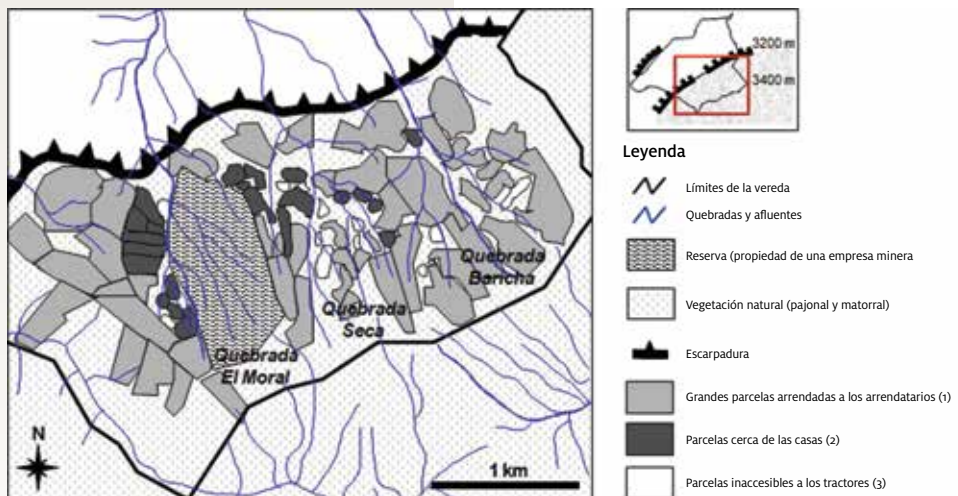 3200 m
3400 m
Leyenda
Límites de la vereda
Quebradas y afluentes
Reserva (propiedad de una empresa minera
Vegetación natural (pajonal y matorral)
Escarpadura
Grandes parcelas arrendadas a los arrendatarios (1)
Parcelas cerca de las casas (2)
Parcelas inaccesibles a los tractores (3)
Quebrada
Barichá
Quebrada
Seca
Quebrada
El Moral
N
1 km